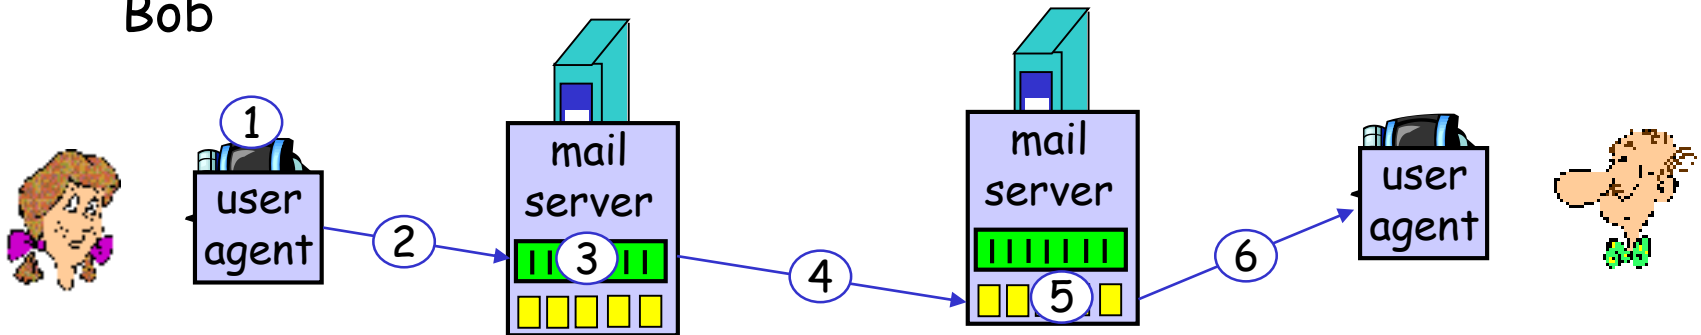 Bob
1
user
agent
2
mail
server
3
4
mail
server
5
6
user
agent